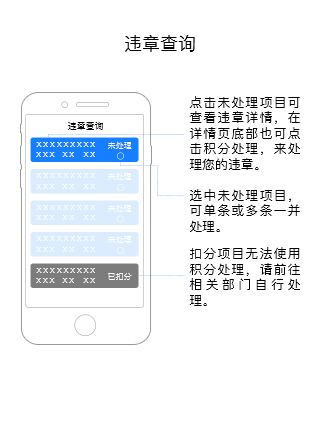 违章查询
违章查询
XXXXXXXXX 未处理
XXX XX XX
XXXXXXXXX 未处理
XXX XX XX
XXXXXXXXX 未处理
XXX XX XX
XXXXXXXXX 未处理
XXX XX XX
XXXXXXXXX 已扣分
XXX XX XX
点击未处理项目可
查看违章详情，在
详情页底部也可点
击积分处理，来处
理您的违章。
选中未处理项目，
可单条或多条一并
处理。
扣分项目无法使用
积分处理，请前往
相关部门自行处
理。